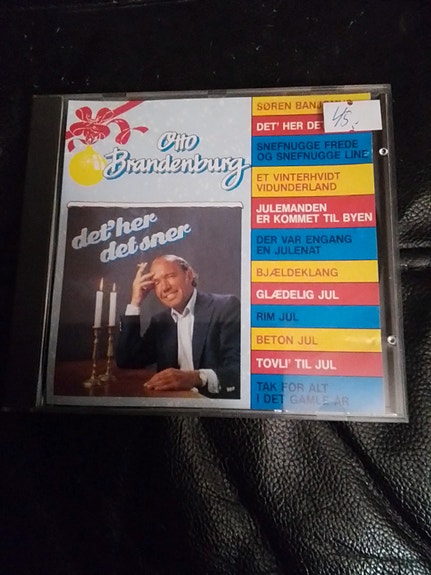 Otto
Brandenburg
det' her
det sner
SØREN
45,-
DET' HER
SNEFNUGGE FREDE
OG SNEFNUGGE LINE
ET VINTERHVIDT
VIDUNDERLAND
JULEMANDEN
ER KOMMET TIL BYEN
DER VAR ENGANG
EN JULENAT
BJÆLDEKLANG
GLÆDELIG JUL
RIM JUL
BETON JUL
TOVLI' TIL JUL
TAK FOR ALT
I DET GAMLE ÅR